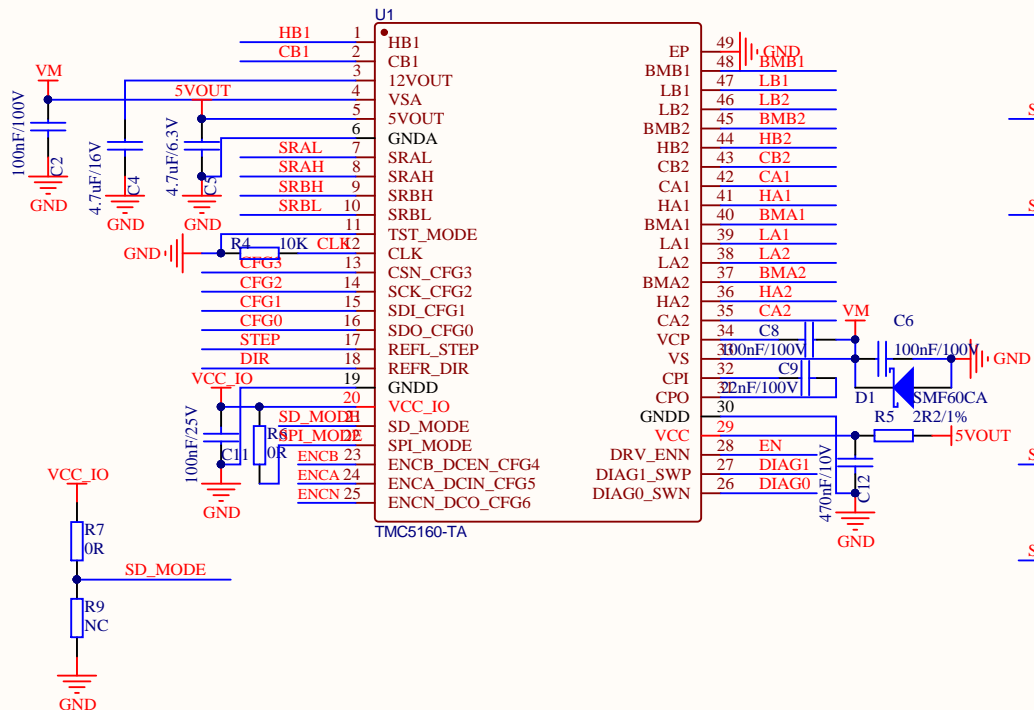 U1
HB1 1 HB1
CB1 2 CB1
3 12VOUT
VM 4 VSA
5VOUT 5 5VOUT
6 GNDA
SRAL 7 SRAL
SRAH 8 SRAH
SRBH 9 SRBH
SRBL 10 SRBL
11 TST_MODE
GND R4 10K CLK 12 CLK
CFG3 13 CSN_CFG3
CFG2 14 SCK_CFG2
CFG1 15 SDI_CFG1
CFG0 16 SDO_CFG0
STEP 17 REFL_STEP
DIR 18 REFR_DIR
VCC_IO 19 GNDD
20 VCC_IO
SD_MODE 21 SD_MODE
SPI_MODE 22 SPI_MODE
ENCB 23 ENCB_DCEN_CFG4
ENCA 24 ENCA_DCIN_CFG5
ENCN 25 ENCN_DCO_CFG6
TMC5160-TA
100nF/100V
C2
GND
4.7uF/16V
C4
GND
4.7uF/6.3V
C5
GND
100nF/25V
C11
R6
0R
GND
VCC_IO
R7
0R
SD_MODE
R9
NC
GND
EP 49 GND
BMB1 48 BMB1
LB1 47 LB1
LB2 46 LB2
BMB2 45 BMB2
HB2 44 HB2
CB2 43 CB2
CA1 42 CA1
HA1 41 HA1
BMA1 40 BMA1
LA1 39 LA1
LA2 38 LA2
BMA2 37 BMA2
HA2 36 HA2
CA2 35 CA2
VCP 34
VS 33
CPI 32
CPO 31
GNDD 30
VCC 29
DRV_ENN 28 EN
DIAG1_SWP 27 DIAG1
DIAG0_SWN 26 DIAG0
VM
C8
100nF/100V
C6
100nF/100V
GND
C9
22nF/100V
D1
SMF60CA
R5
2R2/1%
5VOUT
470nF/10V
C12
GND
S
S
S
S